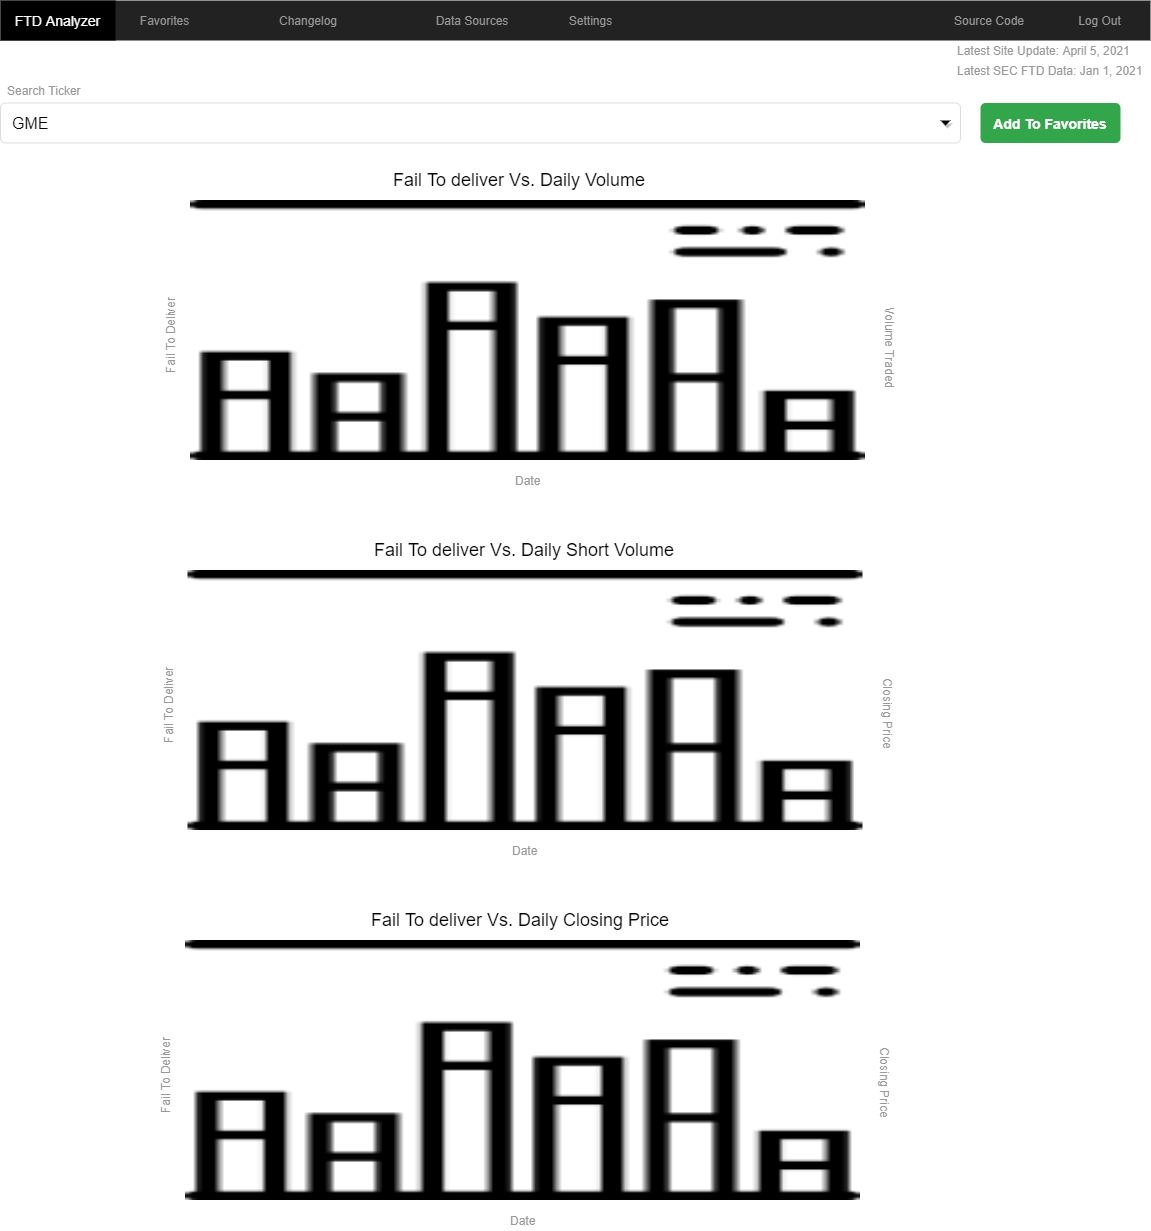 FTD Analyzer Favorites Changelog Data Sources Settings Source Code Log Out
Latest Site Update: April 5, 2021
Latest SEC FTD Data: Jan 1, 2021
Search Ticker
GME
Add To Favorites
Fail To deliver Vs. Daily Volume
Fail To Deliver
Volume Traded
Date
Fail To deliver Vs. Daily Short Volume
Fail To Deliver
Closing Price
Date
Fail To deliver Vs. Daily Closing Price
Fail To Deliver
Closing Price
Date